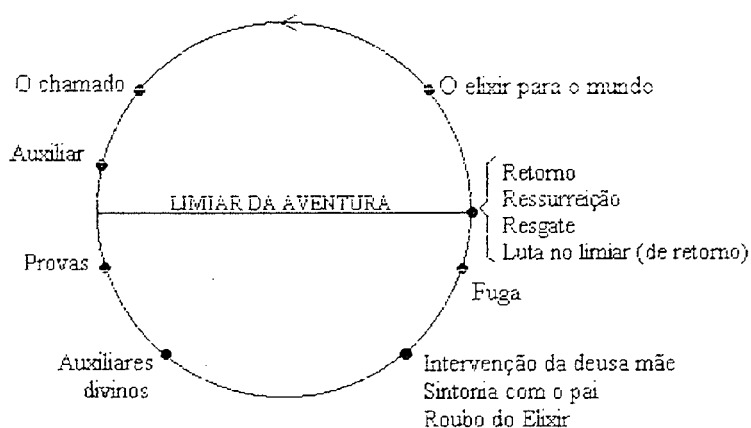 O chamado
O elixir para o mundo
Auxiliar
LIMIAR DA AVENTURA
Retorno
Ressurreição
Resgate
Luta no limiar (de retorno)
Provas
Fuga
Auxiliares
divinos
Intervenção da deusa mãe
Sintonia com o pai
Roubo do Elixir